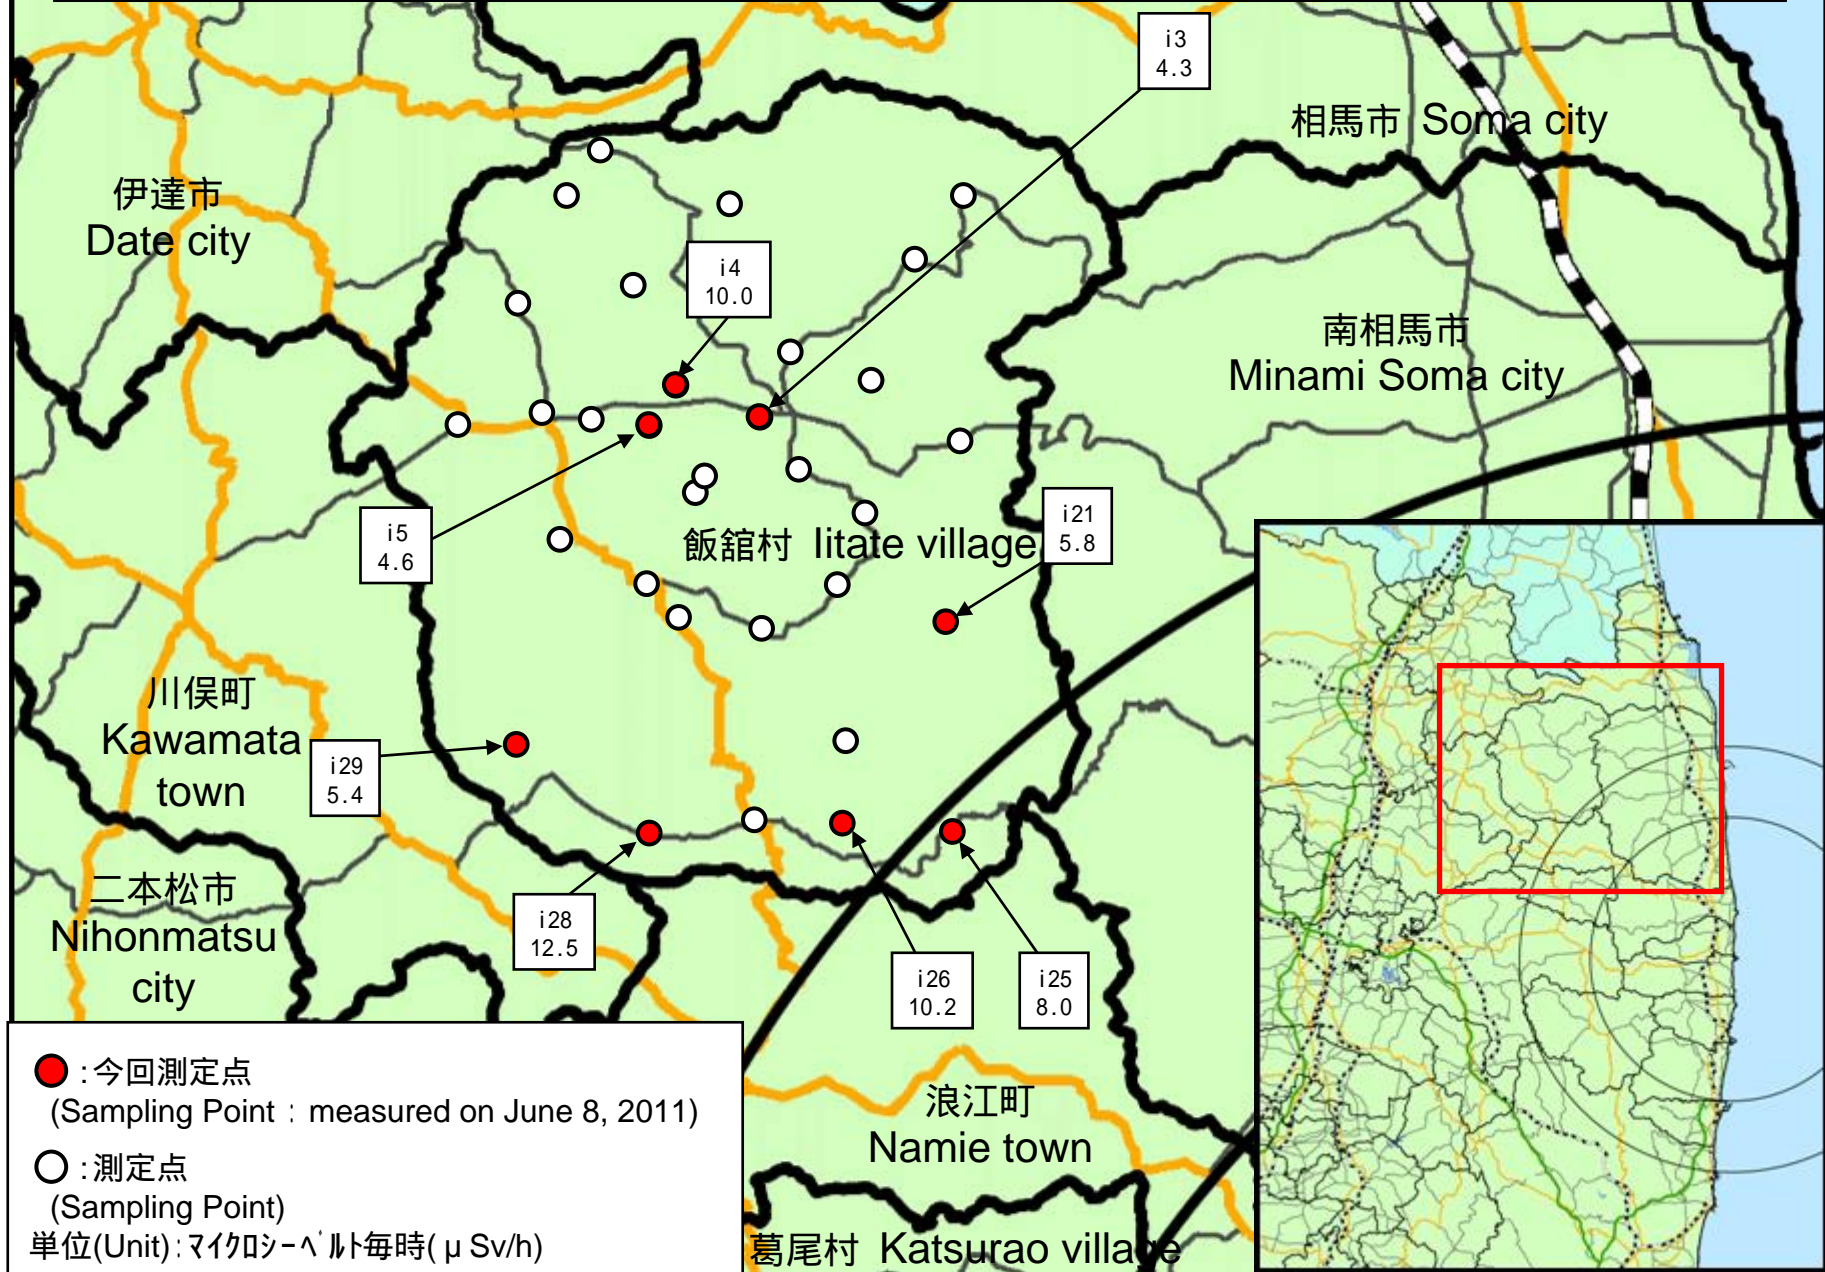 i3
4.3
相馬市 Soma city
伊達市
Date city
i4
10.0
南相馬市
Minami Soma city
i5
4.6
飯舘村 Iitate village
i21
5.8
川俣町
Kawamata
town
i29
5.4
二本松市
Nihonmatsu
city
i28
12.5
i26
10.2
i25
8.0
:今回測定点
(Sampling Point : measured on June 8, 2011)
:測定点
(Sampling Point)
単位(Unit):マイクロシーベルト毎時(μSv/h)
浪江町
Namie town
葛尾村 Katsurao village